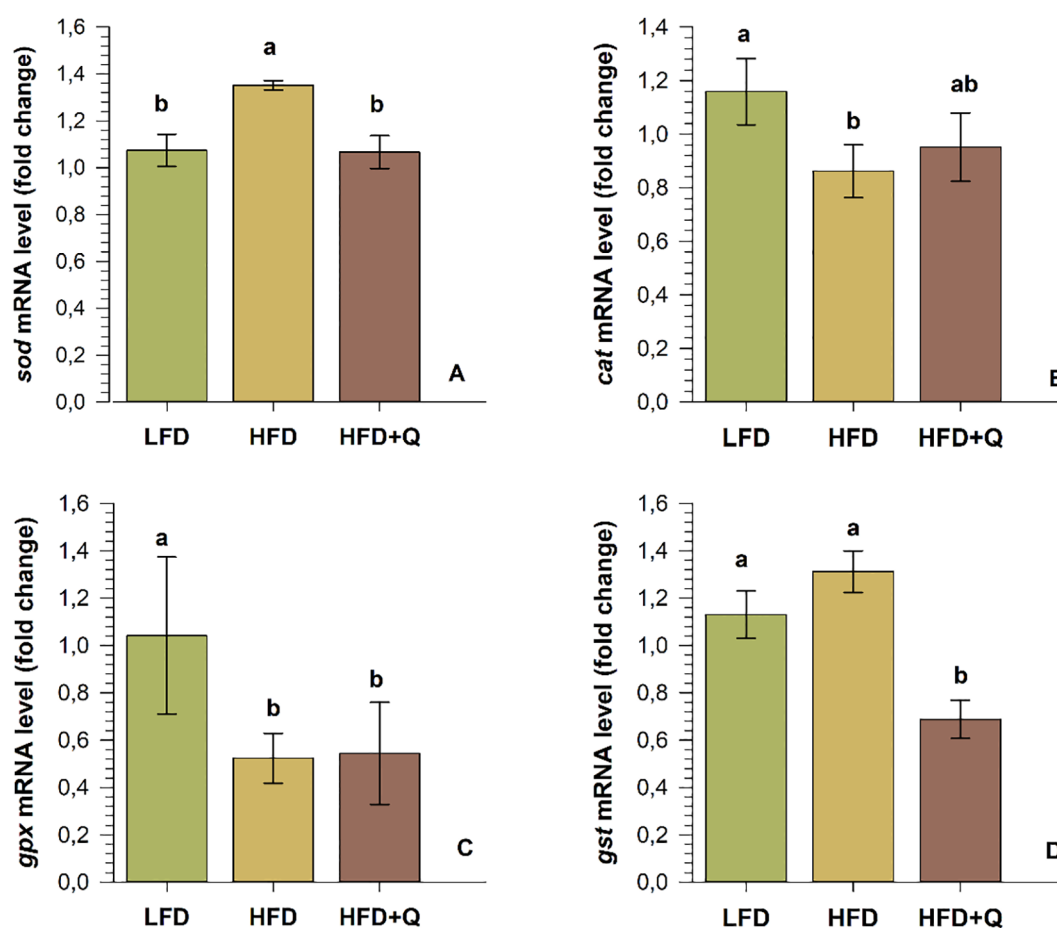 sod mRNA level (fold change)
1,6
1,4
1,2
1,0
0,8
0,6
0,4
0,2
0,0
b
a
b
A
LFD HFD HFD+Q
cat mRNA level (fold change)
1,4
1,2
1,0
0,8
0,6
0,4
0,2
0,0
a
b
ab
LFD HFD HFD+Q
gpx mRNA level (fold change)
1,6
1,4
1,2
1,0
0,8
0,6
0,4
0,2
0,0
a
b
b
C
LFD HFD HFD+Q
gst mRNA level (fold change)
1,6
1,4
1,2
1,0
0,8
0,6
0,4
0,2
0,0
a
a
b
D
LFD HFD HFD+Q